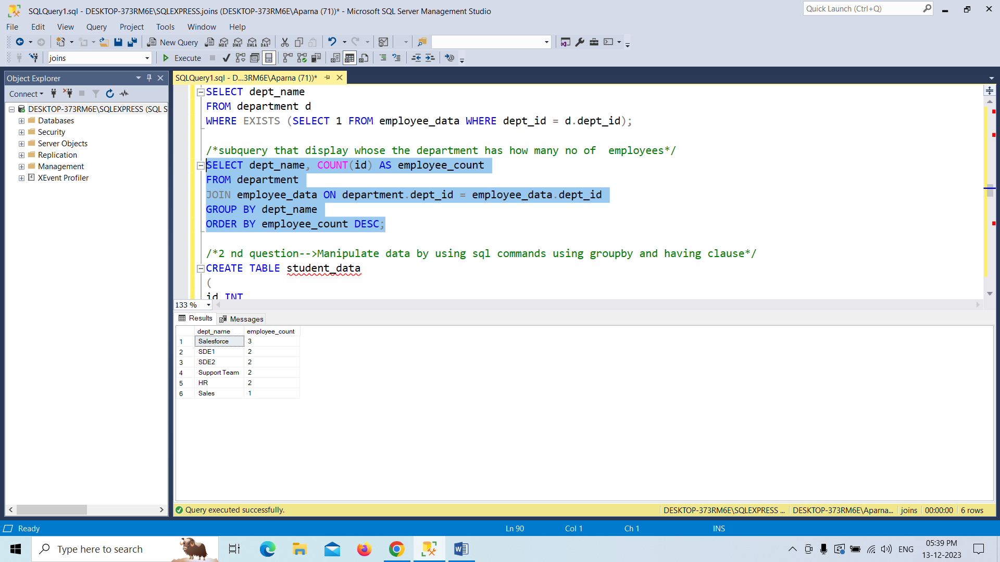 SQLQuery1.sql - DESKTOP-373RM6E\SQLEXPRESS.joins (DESKTOP-373RM6E\Aparna (71))* - Microsoft SQL Server Management Studio
Quick Launch (Ctrl+Q)
File Edit View Query Project Tools Window Help
New Query MDX DMX XMLA DAX
joins Execute
Object Explorer
Connect
DESKTOP-373RM6E\SQLEXPRESS (SQL S
Databases
Security
Server Objects
Replication
Management
XEvent Profiler
SQLQuery1.sql - D...3RM6E\Aparna (71))*
SELECT dept_name
FROM department d
WHERE EXISTS (SELECT 1 FROM employee_data WHERE dept_id = d.dept_id);
/*subquery that display whose the department has how many no of  employees*/
SELECT dept_name, COUNT(id) AS employee_count
FROM department
JOIN employee_data ON department.dept_id = employee_data.dept_id
GROUP BY dept_name
ORDER BY employee_count DESC;
/*2 nd question-->Manipulate data by using sql commands using groupby and having clause*/
CREATE TABLE student_data
(
id INT
133 %
Results Messages
dept_name employee_count
1 Salesforce 3
2 SDE1 2
3 SDE2 2
4 Support Team 2
5 HR 2
6 Sales 1
Query executed successfully.
DESKTOP-373RM6E\SQLEXPRESS ... DESKTOP-373RM6E\Aparna... joins 00:00:00 6 rows
Ready Ln 90 Col 1 Ch 1 INS
Type here to search
ENG
05:39 PM
13-12-2023